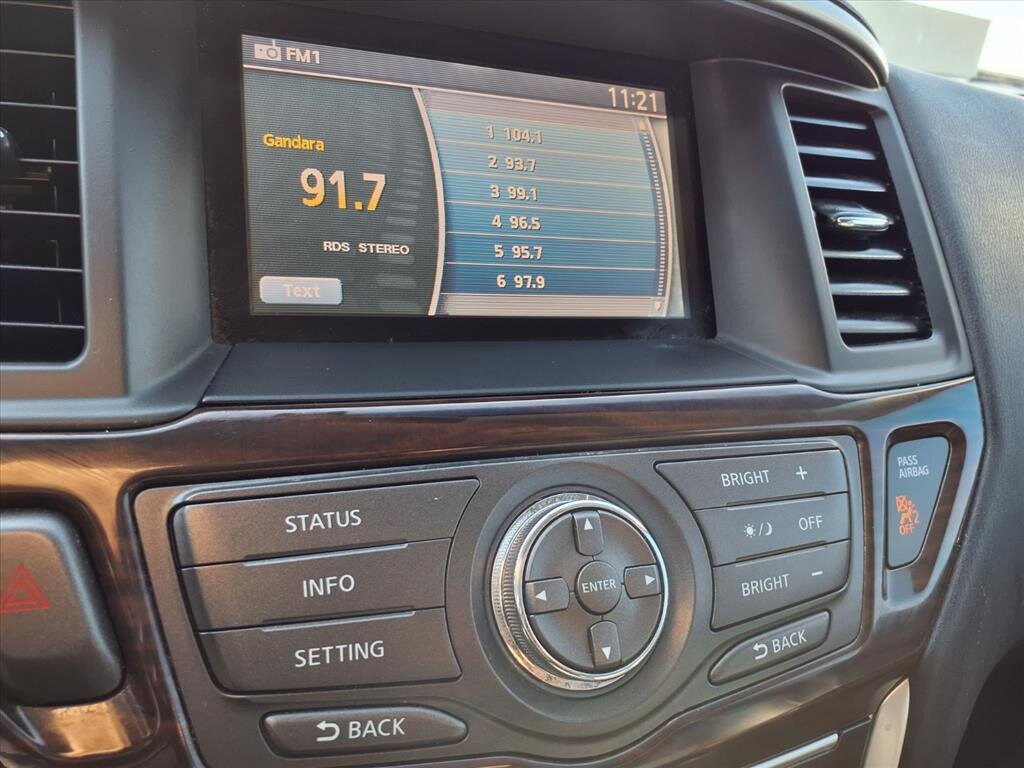 FM1
11:21
Gandara
91.7
RDS STEREO
Text
1 104.1
2 93.7
3 99.1
4 96.5
5 95.7
6 97.9
STATUS
INFO
SETTING
BACK
ENTER
BRIGHT +
OFF
BRIGHT -
BACK
PASS
AIRBAG
OFF 2